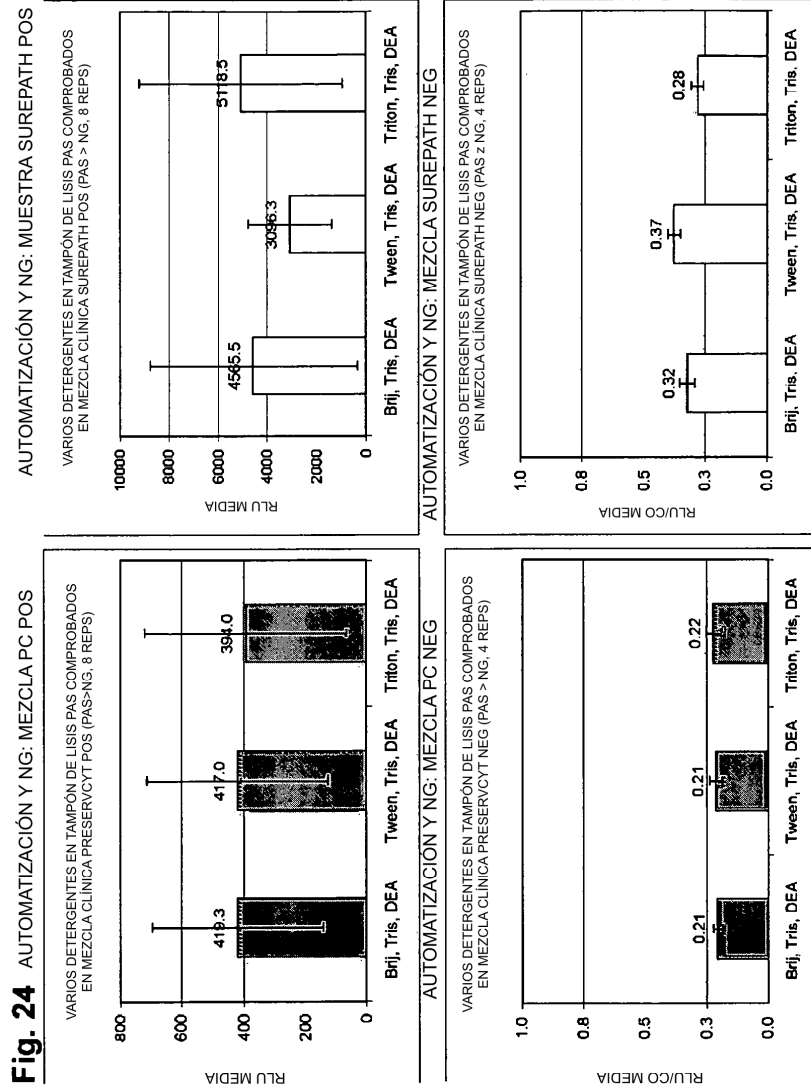 Fig. 24
AUTOMATIZACIÓN Y NG: MEZCLA PC POS
VARIOS DETERGENTES EN TAMPÓN DE LISIS PAS COMPROBADOS
EN MEZCLA CLÍNICA PRESERVCYT POS (PAS>NG, 8 REPS)
RLU MEDIA
800
600
400
200
0
419.3
417.0
394.0
Brij, Tris, DEA
Tween, Tris, DEA
Triton, Tris, DEA
AUTOMATIZACIÓN Y NG: MUESTRA SUREPATH POS
VARIOS DETERGENTES EN TAMPÓN DE LISIS PAS COMPROBADOS
EN MEZCLA CLÍNICA SUREPATH POS (PAS > NG, 8 REPS)
RLU MEDIA
10000
8000
6000
4000
2000
0
4565.5
3096.3
5118.5
Brij, Tris, DEA
Tween, Tris, DEA
Triton, Tris, DEA
AUTOMATIZACIÓN Y NG: MEZCLA PC NEG
VARIOS DETERGENTES EN TAMPÓN DE LISIS PAS COMPROBADOS
EN MEZCLA CLÍNICA PRESERVCYT NEG (PAS > NG, 4 REPS)
RLU/CO MEDIA
1.0
0.8
0.5
0.3
0.0
0.21
0.21
0.22
Brij, Tris, DEA
Tween, Tris, DEA
Triton, Tris, DEA
AUTOMATIZACIÓN Y NG: MEZCLA SUREPATH NEG
VARIOS DETERGENTES EN TAMPÓN DE LISIS PAS COMPROBADOS
EN MEZCLA CLÍNICA SUREPATH NEG (PAS z NG, 4 REPS)
RLU/CO MEDIA
1.0
0.8
0.5
0.3
0.0
0.32
0.37
0.28
Brij, Tris, DEA
Tween, Tris, DEA
Triton, Tris, DEA